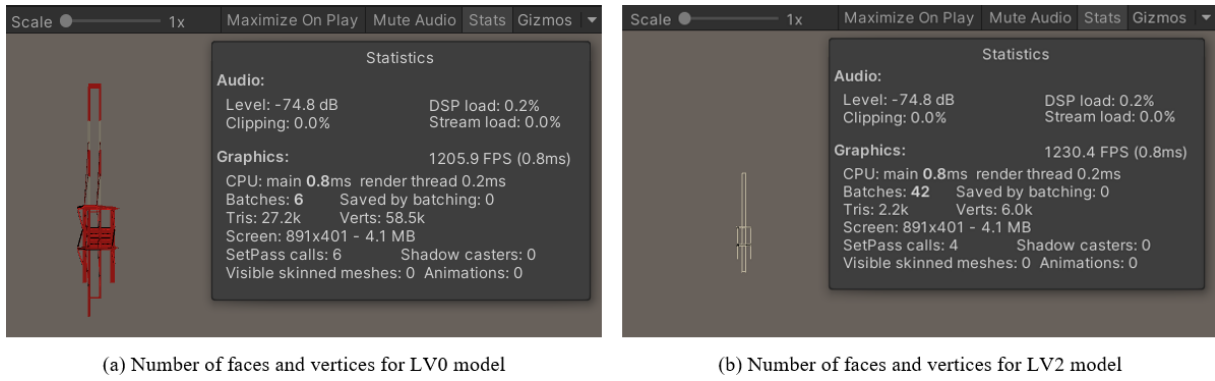 Scale 1x Maximize On Play Mute Audio Stats Gizmos
Statistics
Audio:
Level: -74.8 dB DSP load: 0.2%
Clipping: 0.0% Stream load: 0.0%
Graphics: 1205.9 FPS (0.8ms)
CPU: main 0.8ms render thread 0.2ms
Batches: 6 Saved by batching: 0
Tris: 27.2k Verts: 58.5k
Screen: 891x401 - 4.1 MB
SetPass calls: 6 Shadow casters: 0
Visible skinned meshes: 0 Animations: 0
(a) Number of faces and vertices for LV0 model
Scale 1x Maximize On Play Mute Audio Stats Gizmos
Statistics
Audio:
Level: -74.8 dB DSP load: 0.2%
Clipping: 0.0% Stream load: 0.0%
Graphics: 1230.4 FPS (0.8ms)
CPU: main 0.8ms render thread 0.2ms
Batches: 42 Saved by batching: 0
Tris: 2.2k Verts: 6.0k
Screen: 891x401 - 4.1 MB
SetPass calls: 4 Shadow casters: 0
Visible skinned meshes: 0 Animations: 0
(b) Number of faces and vertices for LV2 model